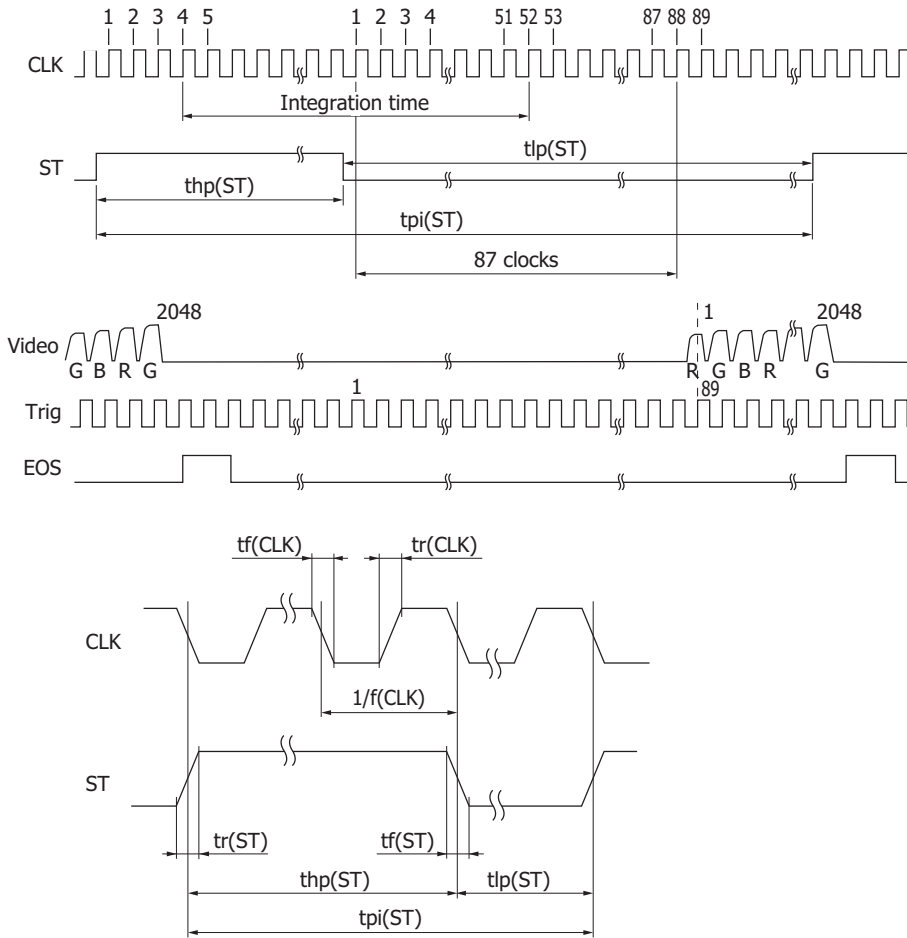 1 2 3 4 5 1 2 3 4 51 52 53 87 88 89
CLK
Integration time
ST
tlp(ST)
thp(ST)
tpi(ST)
87 clocks
2048 1 2048
Video
G B R G R G B R G
1 89
Trig
EOS
tf(CLK) tr(CLK)
CLK
1/f(CLK)
ST
tr(ST) tf(ST)
thp(ST) tlp(ST)
tpi(ST)